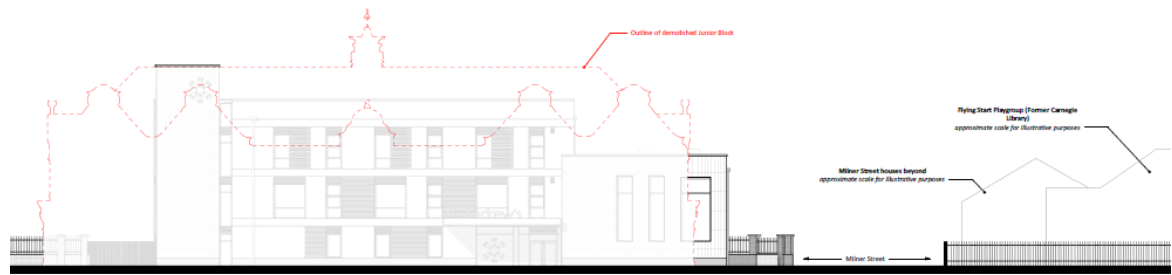 Outline of demolished Junior Block
Flying Start Playgroup (Former Carnegie
Library)
approximate scale for illustrative purposes
Milner Street houses beyond
approximate scale for illustrative purposes
drew's
Milner Street